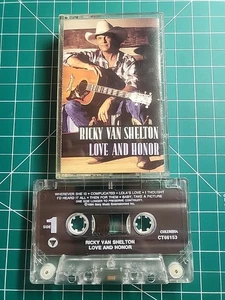 RICKY VAN SHELTON
LOVE AND HONOR
WHEREVER SHE IS • COMPLICATED • LOLA'S LOVE • I THOUGHT
I'D HEARD IT ALL • THEN FOR THEM • BABY, TAKE A PICTURE
SIDE 1
COLUMBIA
CT66153
RICKY VAN SHELTON
LOVE AND HONOR